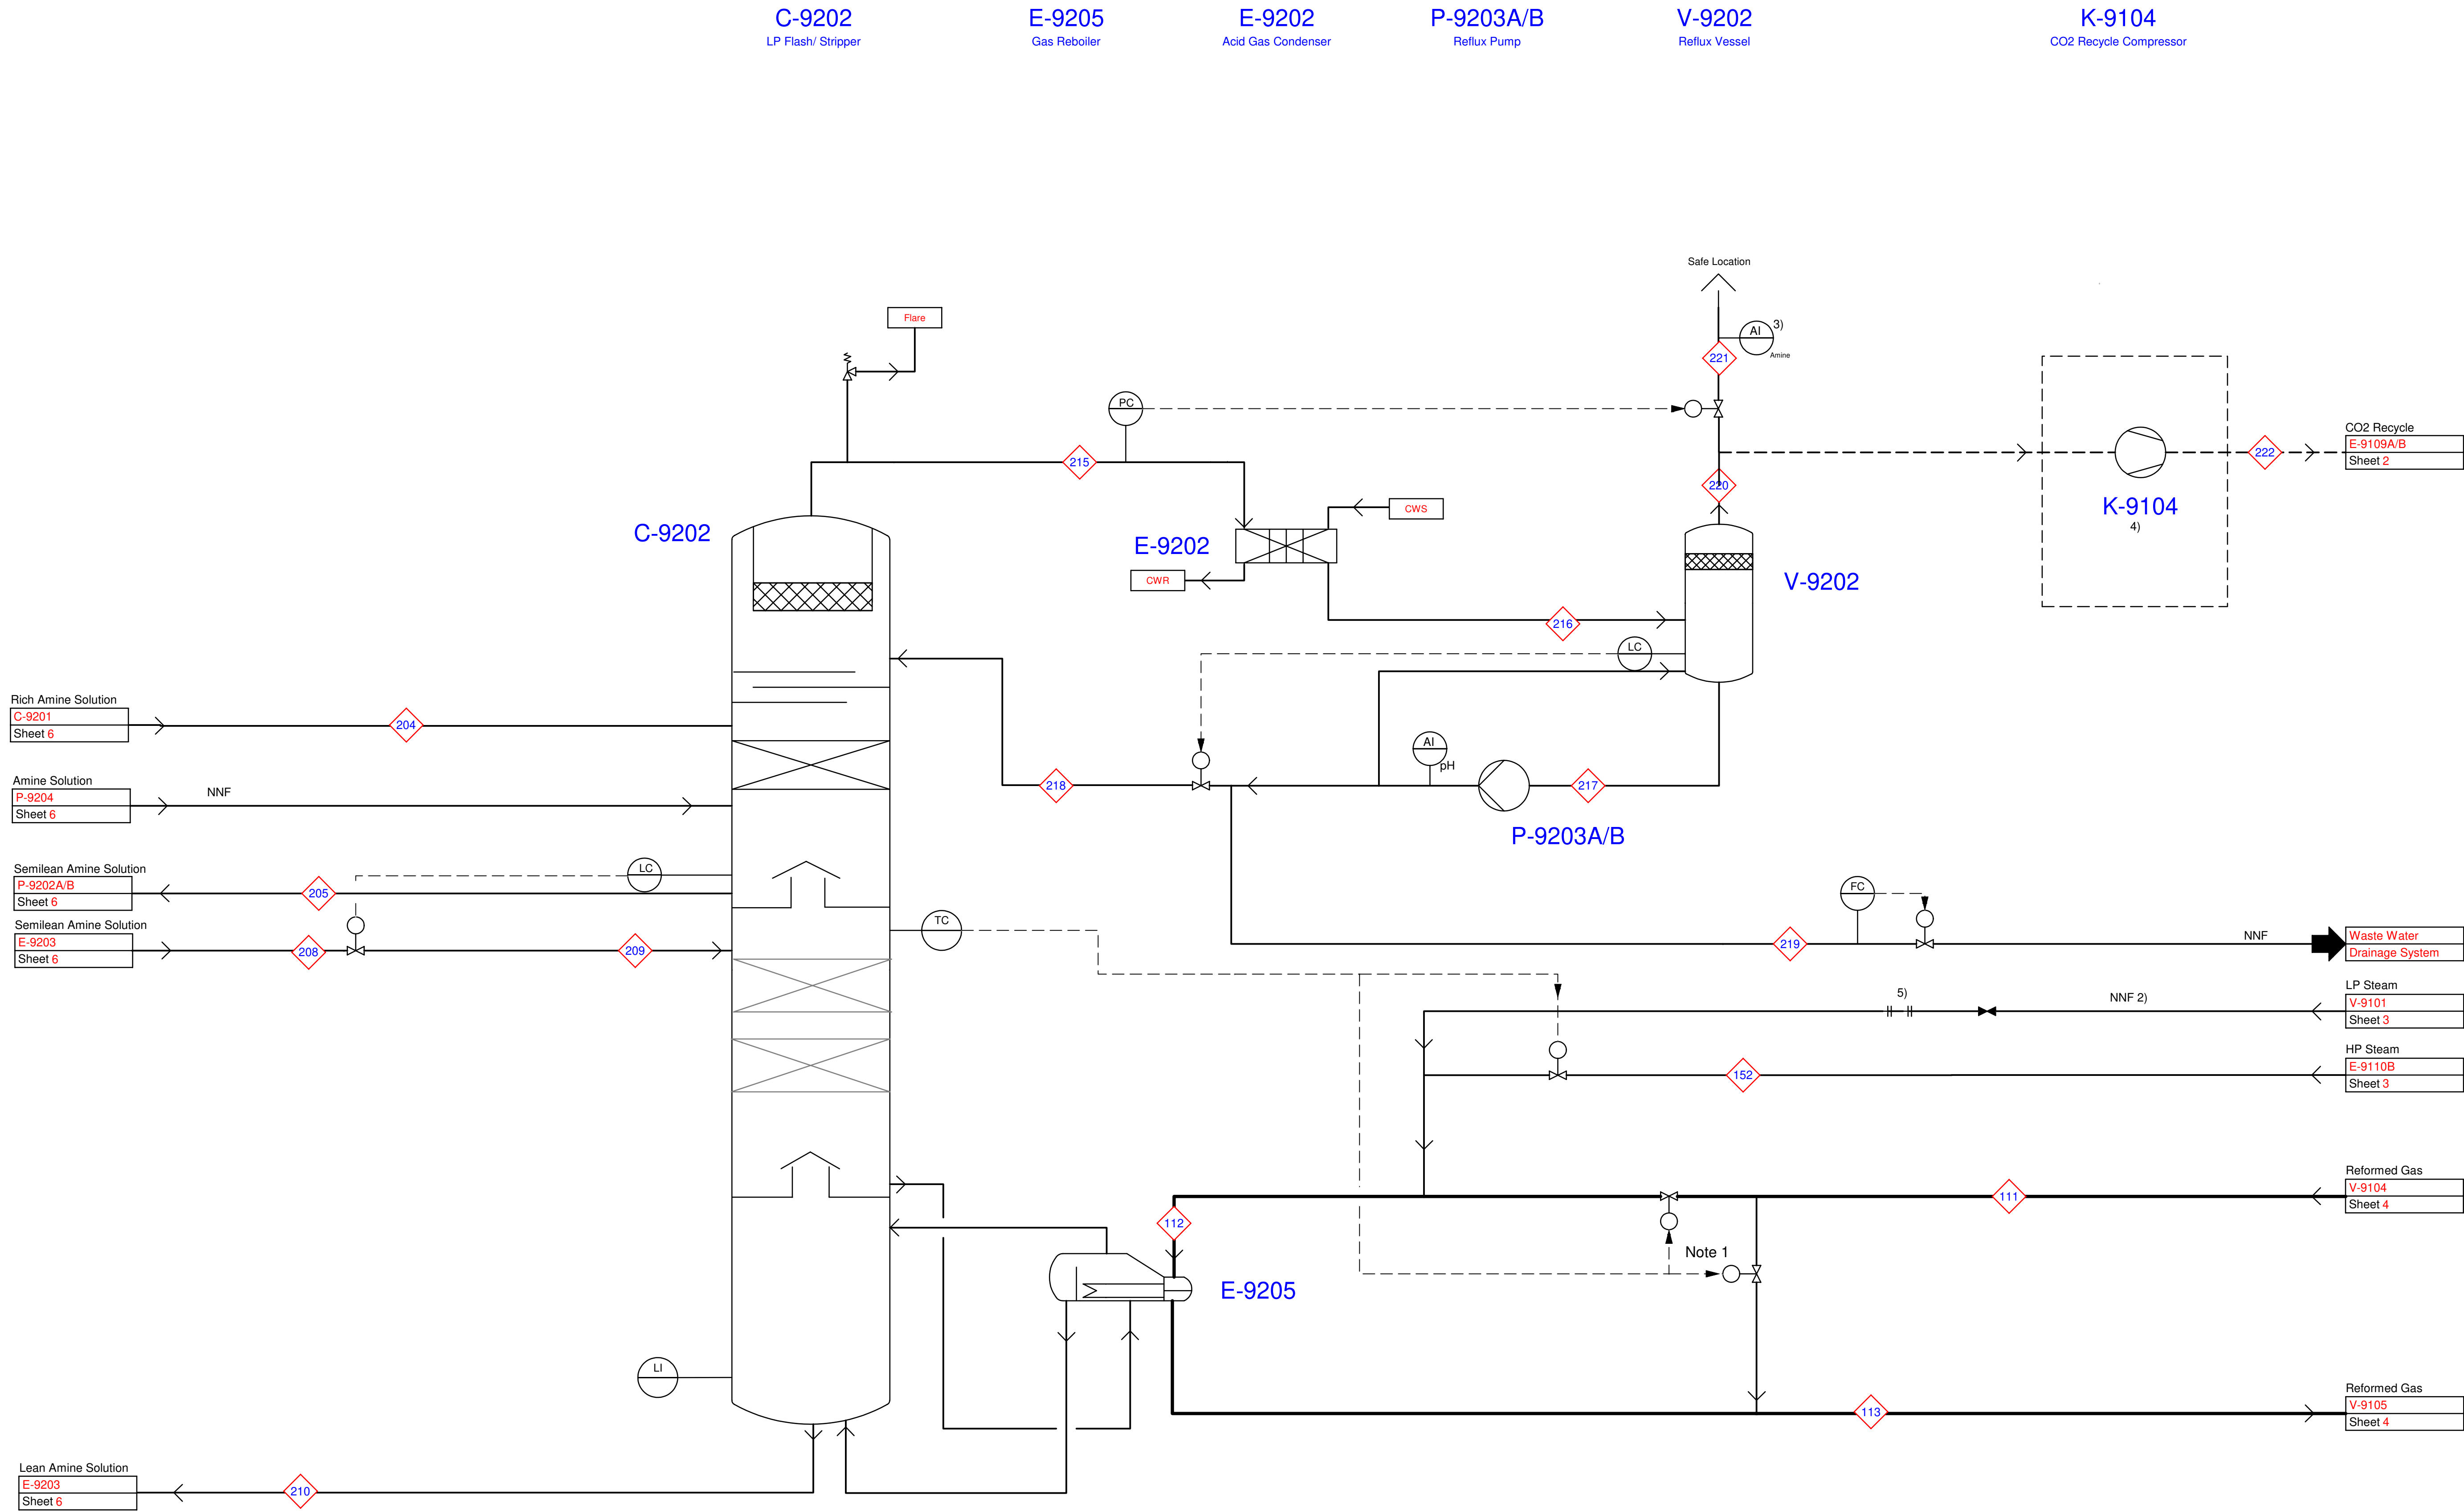 C-9202
LP Flash/ Stripper
E-9205
Gas Reboiler
E-9202
Acid Gas Condenser
P-9203A/B
Reflux Pump
V-9202
Reflux Vessel
K-9104
CO2 Recycle Compressor
Safe Location
Flare
AI
3)
Amine
221
PC
215
CO2 Recycle
E-9109A/B
Sheet 2
222
220
K-9104
4)
CWS
C-9202
E-9202
CWR
V-9202
216
LC
Rich Amine Solution
C-9201
Sheet 6
204
AI
pH
Amine Solution
P-9204
Sheet 6
NNF
218
217
P-9203A/B
Semilean Amine Solution
P-9202A/B
Sheet 6
205
LC
FC
TC
Semilean Amine Solution
E-9203
Sheet 6
208
209
219
NNF
Waste Water
Drainage System
LP Steam
V-9101
Sheet 3
5)
NNF 2)
HP Steam
E-9110B
Sheet 3
152
Reformed Gas
V-9104
Sheet 4
111
112
Note 1
E-9205
LI
Reformed Gas
V-9105
Sheet 4
113
Lean Amine Solution
E-9203
Sheet 6
210